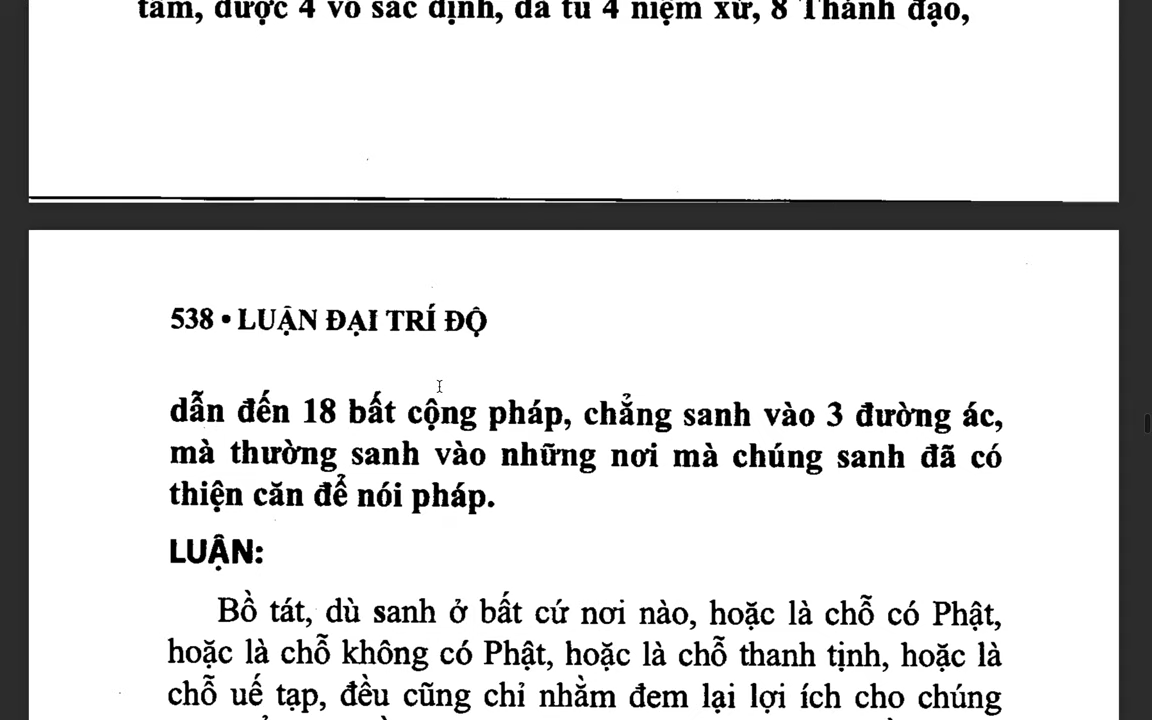 tâm, được 4 vô sắc định, đã tu 4 niệm xứ, 8 Thánh đạo,
538 • LUẬN ĐẠI TRÍ ĐỘ
dẫn đến 18 bất cộng pháp, chẳng sanh vào 3 đường ác,
mà thường sanh vào những nơi mà chúng sanh đã có
thiện căn để nói pháp.
LUẬN:
Bồ tát, dù sanh ở bất cứ nơi nào, hoặc là chỗ có Phật,
hoặc là chỗ không có Phật, hoặc là chỗ thanh tịnh, hoặc là
chỗ uế tạp, đều cũng chỉ nhằm đem lại lợi ích cho chúng